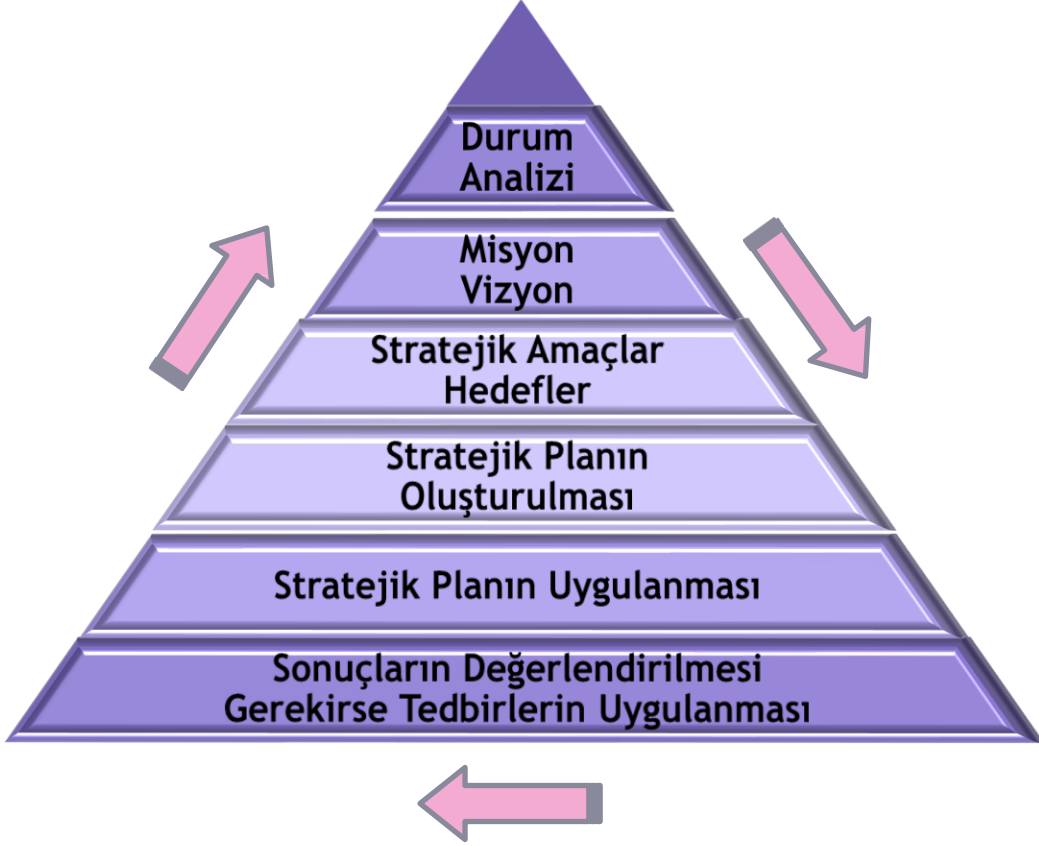 Durum
Analizi
Misyon
Vizyon
Stratejik Amaçlar
Hedefler
Stratejik Planın
Oluşturulması
Stratejik Planın Uygulanması
Sonuçların Değerlendirilmesi
Gerekirse Tedbirlerin Uygulanması